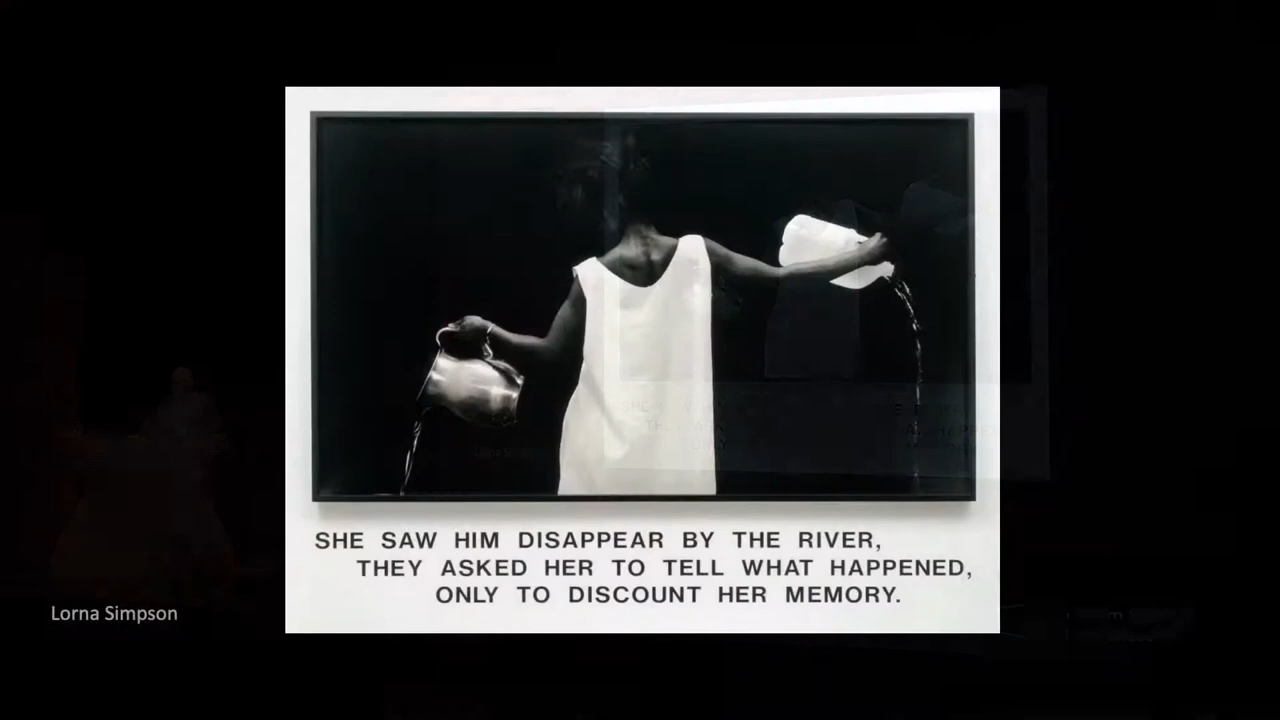 SHE SAW HIM DISAPPEAR BY THE RIVER,
THEY ASKED HER TO TELL WHAT HAPPENED,
ONLY TO DISCOUNT HER MEMORY.
Lorna Simpson